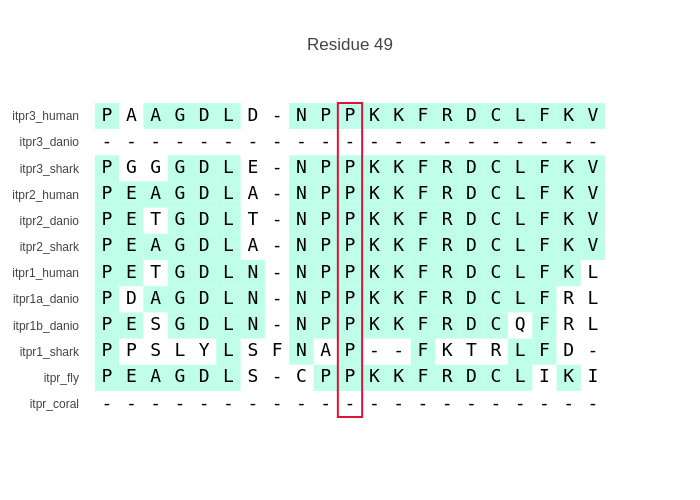 Residue 49
itpr3_human P A A G D L D - N P P K K F R D C L F K V
itpr3_danio - - - - - - - - - - - - - - - - - - - - -
itpr3_shark P G G G D L E - N P P K K F R D C L F K V
itpr2_human P E A G D L A - N P P K K F R D C L F K V
itpr2_danio P E T G D L T - N P P K K F R D C L F K V
itpr2_shark P E A G D L A - N P P K K F R D C L F K V
itpr1_human P E T G D L N - N P P K K F R D C L F K L
itpr1a_danio P D A G D L N - N P P K K F R D C L F R L
itpr1b_danio P E S G D L N - N P P K K F R D C Q F R L
itpr1_shark P P S L Y L S F N A P - - F K T R L F D -
itpr_fly P E A G D L S - C P P K K F R D C L I K I
itpr_coral - - - - - - - - - - - - - - - - - - - - -